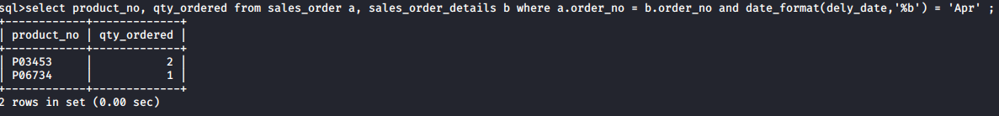 sql>select product_no, qty_ordered from sales_order a, sales_order_details b where a.order_no = b.order_no and date_format(dely_date,'%b') = 'Apr' ;
+------------+-------------+
| product_no | qty_ordered |
+------------+-------------+
| P03453     |           2 |
| P06734     |           1 |
+------------+-------------+
2 rows in set (0.00 sec)